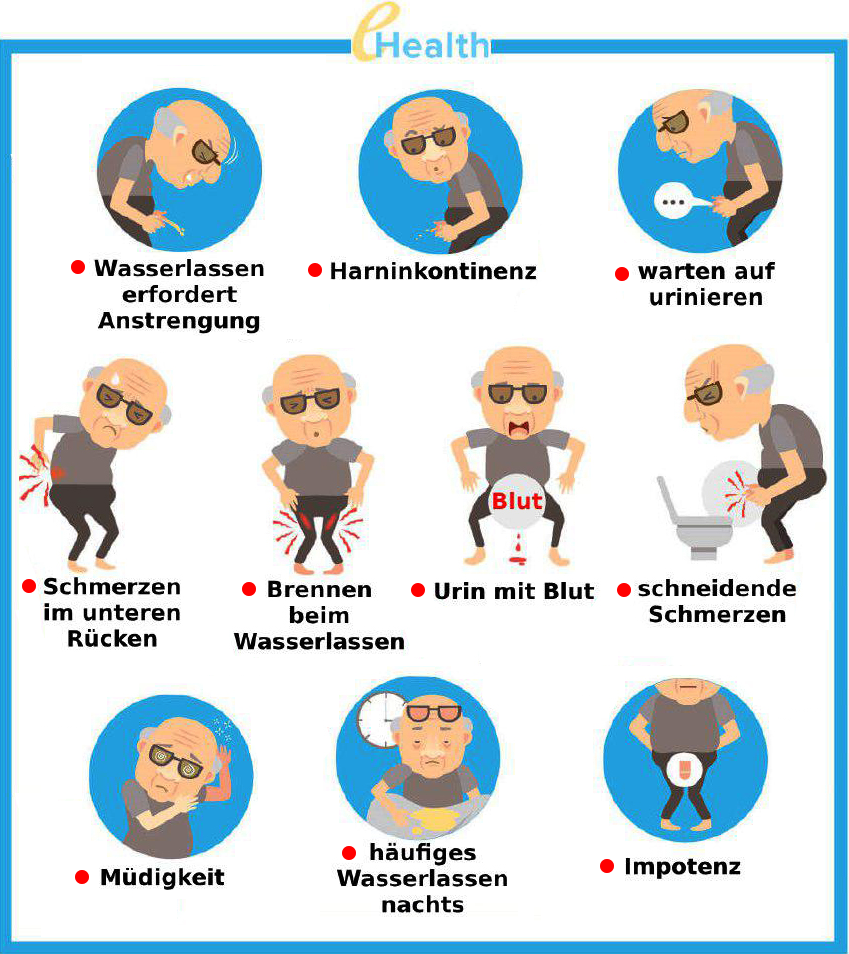 eHealth
Wasserlassen
erfordert
Anstrengung
Harninkontinenz
warten auf
urinieren
...
Blut
Schmerzen
im unteren
Rücken
Brennen
beim
Wasserlassen
Urin mit Blut
schneidende
Schmerzen
Müdigkeit
häufiges
Wasserlassen
nachts
Impotenz